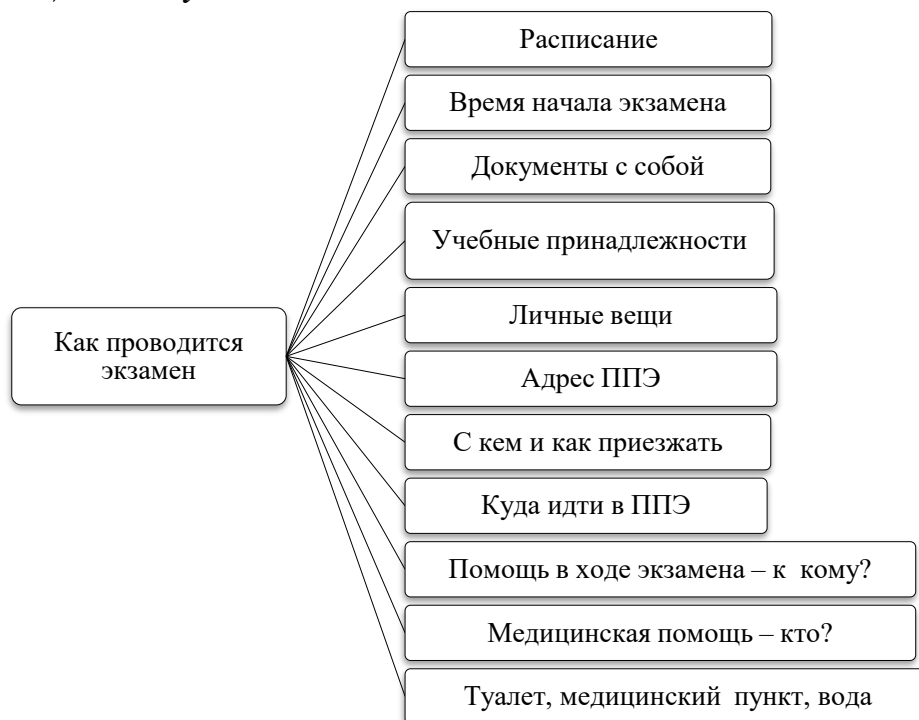 Расписание
Время начала экзамена
Документы с собой
Учебные принадлежности
Личные вещи
Как проводится
экзамен
Адрес ППЭ
С кем и как приезжать
Куда идти в ППЭ
Помощь в ходе экзамена – к кому?
Медицинская помощь – кто?
Туалет, медицинский пункт, вода